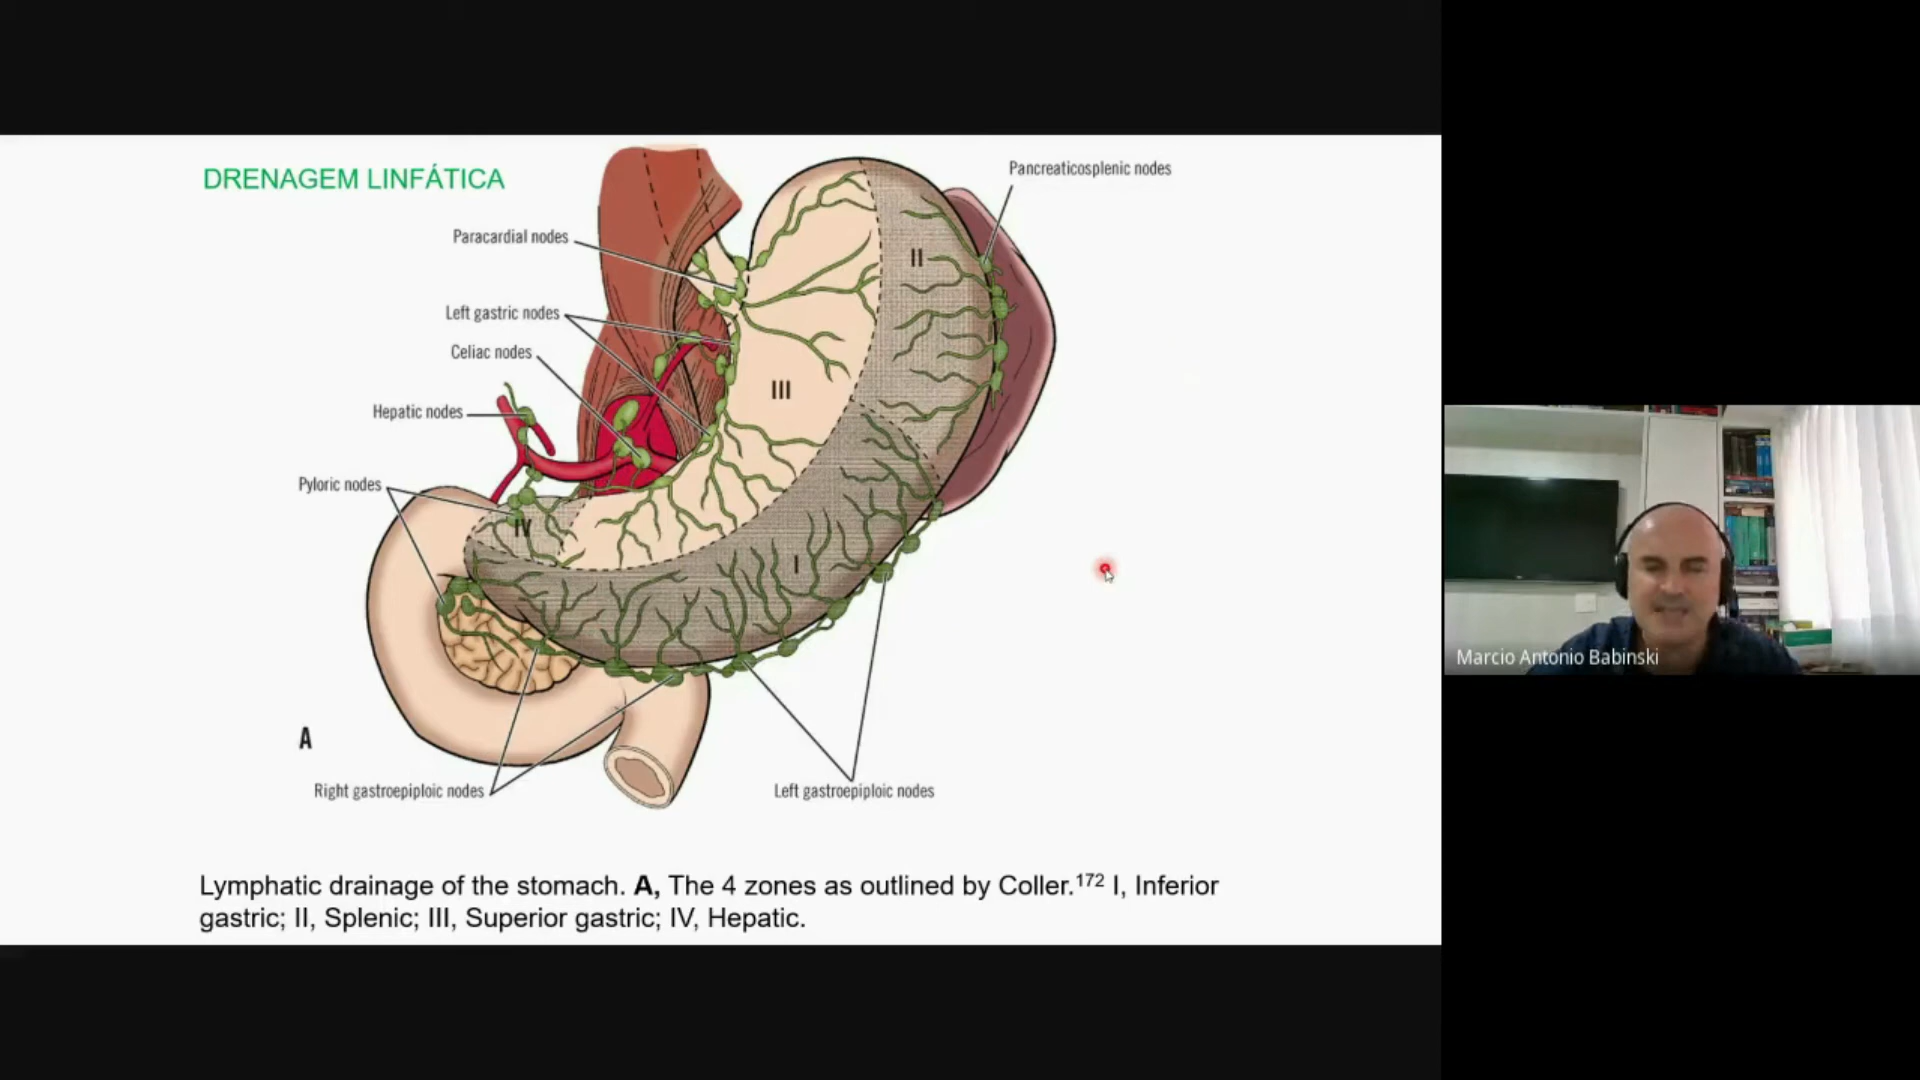 DRENAGEM LINFÁTICA
Pancreaticosplenic nodes
Paracardial nodes
II
Left gastric nodes
Celiac nodes
III
Hepatic nodes
Pyloric nodes
IV
I
A
Right gastroepiploic nodes
Left gastroepiploic nodes
Lymphatic drainage of the stomach. A, The 4 zones as outlined by Coller.¹⁷² I, Inferior
gastric; II, Splenic; III, Superior gastric; IV, Hepatic.
Marcio Antonio Babinski